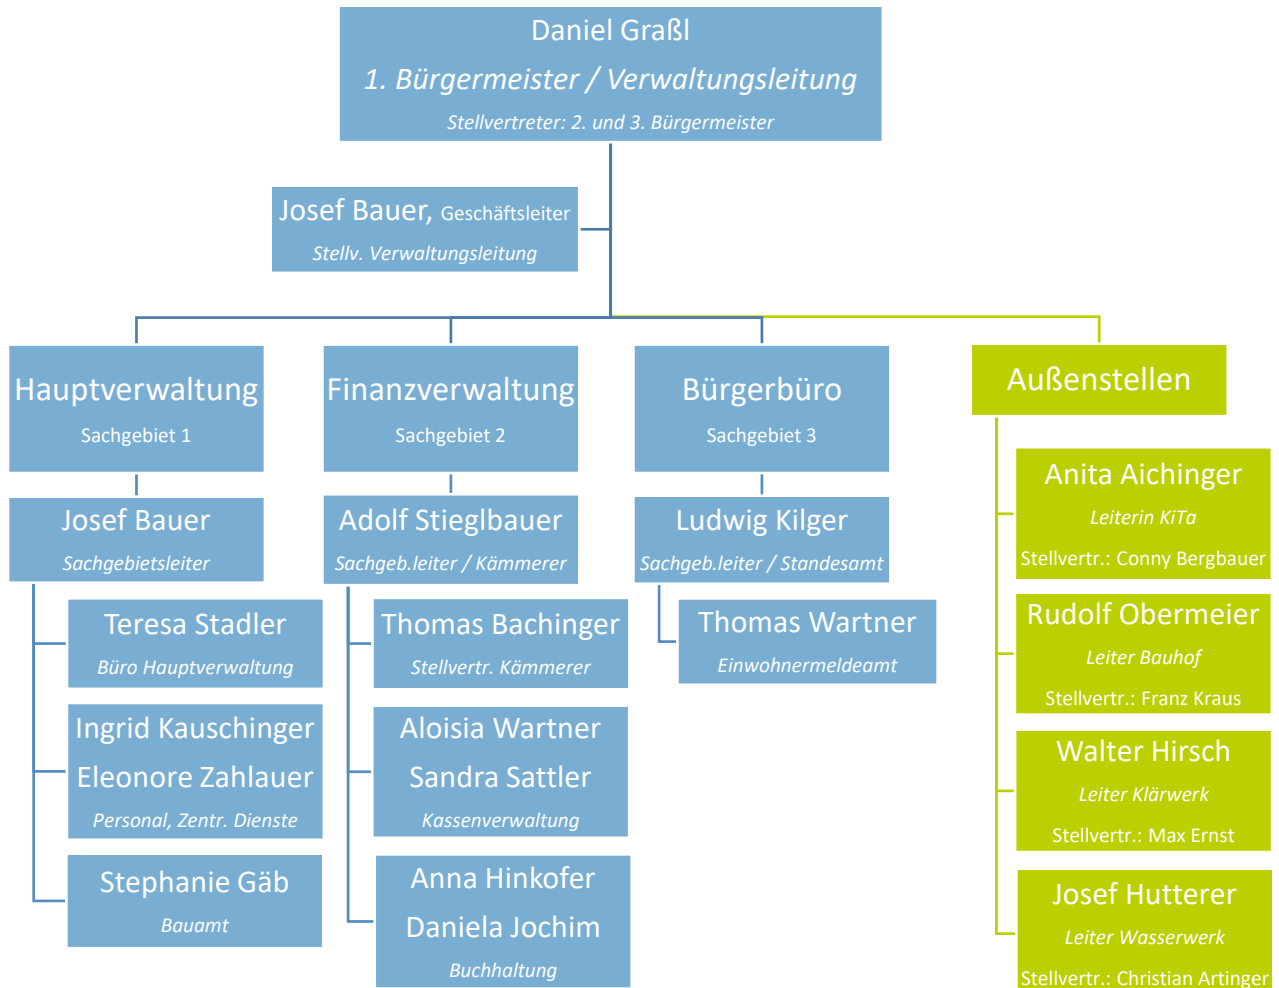 Daniel Graßl
1. Bürgermeister / Verwaltungsleitung
Stellvertreter: 2. und 3. Bürgermeister
Josef Bauer, Geschäftsleiter
Stellv. Verwaltungsleitung
Hauptverwaltung
Sachgebiet 1
Josef Bauer
Sachgebietsleiter
Teresa Stadler
Büro Hauptverwaltung
Ingrid Kauschinger
Eleonore Zahlauer
Personal, Zentr. Dienste
Stephanie Gäb
Bauamt
Finanzverwaltung
Sachgebiet 2
Adolf Stieglbauer
Sachgeb.leiter / Kämmerer
Thomas Bachinger
Stellvertr. Kämmerer
Aloisia Wartner
Sandra Sattler
Kassenverwaltung
Anna Hinkofer
Daniela Jochim
Buchhaltung
Bürgerbüro
Sachgebiet 3
Ludwig Kilger
Sachgeb.leiter / Standesamt
Thomas Wartner
Einwohnermeldeamt
Außenstellen
Anita Aichinger
Leiterin KiTa
Stellvertr.: Conny Bergbauer
Rudolf Obermeier
Leiter Bauhof
Stellvertr.: Franz Kraus
Walter Hirsch
Leiter Klärwerk
Stellvertr.: Max Ernst
Josef Hutterer
Leiter Wasserwerk
Stellvertr.: Christian Artinger